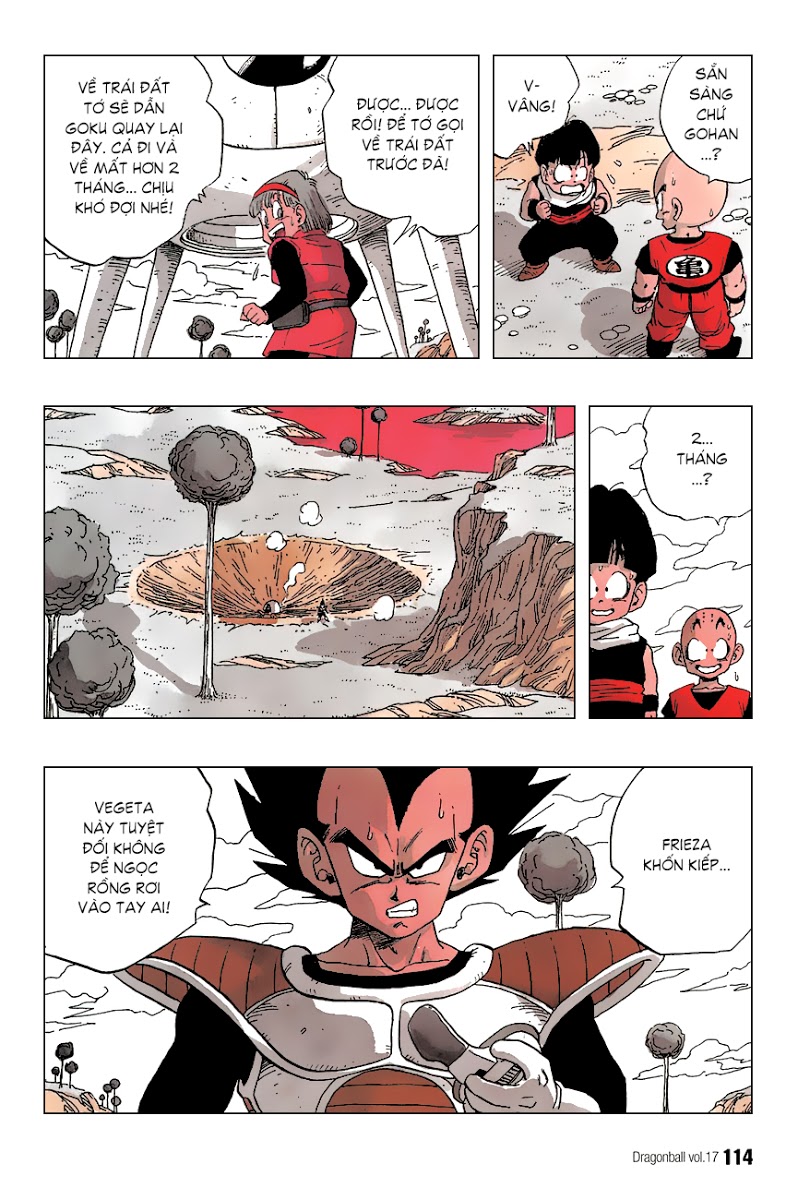 SẴN
SÀNG
CHỨ
GOHAN
...?
V-
VÂNG!
ĐƯỢC... ĐƯỢC
RỒI! ĐỂ TỚ GỌI
VỀ TRÁI ĐẤT
TRƯỚC ĐÃ!
VỀ TRÁI ĐẤT
TỚ SẼ DẪN
GOKU QUAY LẠI
ĐÂY. CẢ ĐI VÀ
VỀ MẤT HƠN 2
THÁNG... CHỊU
KHÓ ĐỢI NHÉ!
亀
2...
THÁNG
...?
FRIEZA
KHỐN KIẾP...
VEGETA
NÀY TUYỆT
ĐỐI KHÔNG
ĐỂ NGỌC
RỒNG RƠI
VÀO TAY AI!
Dragonball vol.17 114